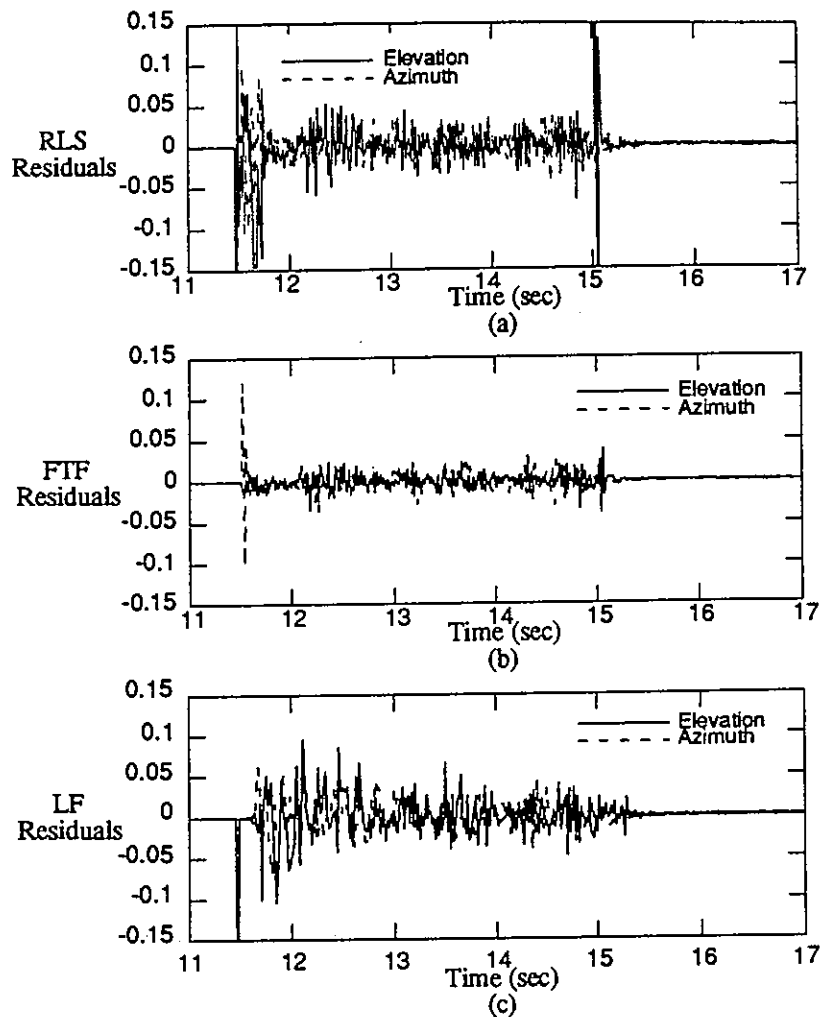 0.15
0.1
0.05
0
-0.05
-0.1
-0.15
RLS
Residuals
Elevation
Azimuth
11 12 13 14 15 16 17
Time (sec)
(a)
0.15
0.1
0.05
0
-0.05
-0.1
-0.15
FTF
Residuals
Elevation
Azimuth
11 12 13 14 15 16 17
Time (sec)
(b)
0.15
0.1
0.05
0
-0.05
-0.1
-0.15
LF
Residuals
Elevation
Azimuth
11 12 13 14 15 16 17
Time (sec)
(c)